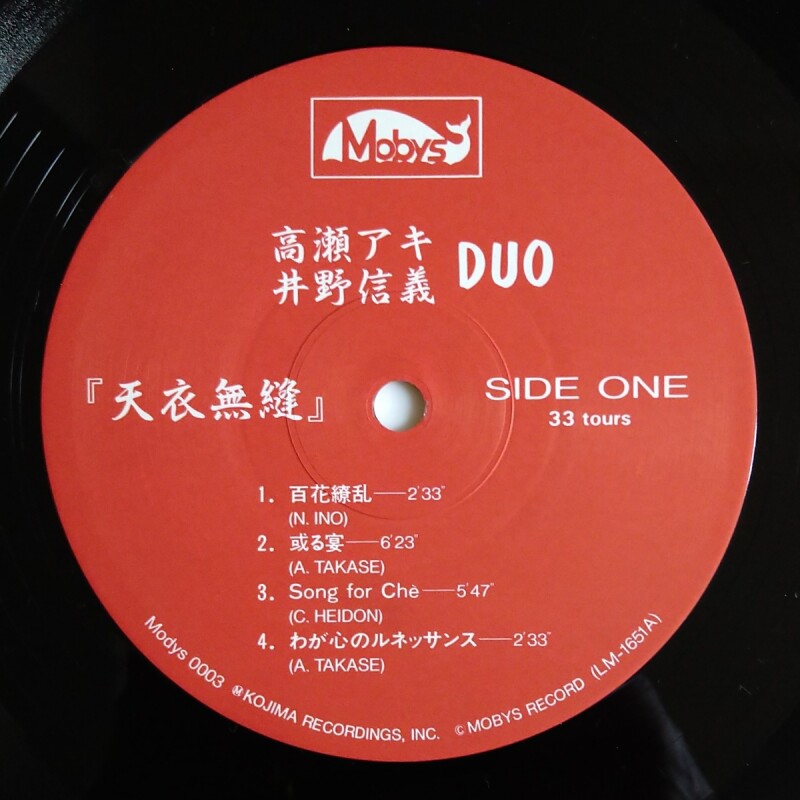 Mobys
高瀬アキ
井野信義 DUO
『天衣無縫』
SIDE ONE
33 tours
1. 百花繚乱——2'33"
(N. INO)
2. 或る宴——6'23"
(A. TAKASE)
3. Song for Chè——5'47"
(C. HEIDON)
4. わが心のルネッサンス——2'33"
(A. TAKASE)
Modys 0003 ⓂKOJIMA RECORDINGS, INC. ©MOBYS RECORD (LM-1651A)